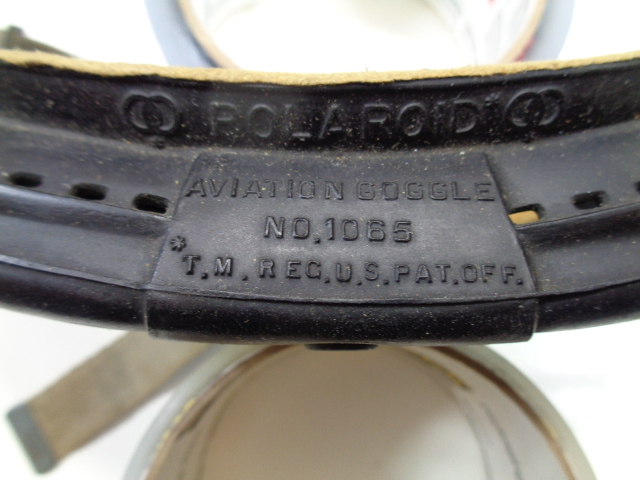 POLAROID
AVIATION GOGGLE
NO. 1065
*T.M. REG. U.S. PAT. OFF.